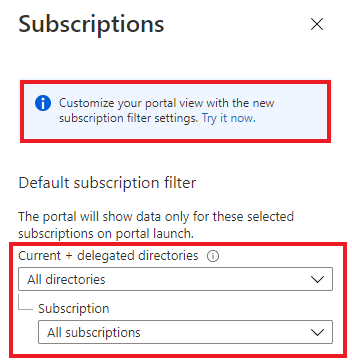 Subscriptions
Customize your portal view with the new
subscription filter settings. Try it now.
Default subscription filter
The portal will show data only for these selected
subscriptions on portal launch.
Current + delegated directories
All directories
Subscription
All subscriptions